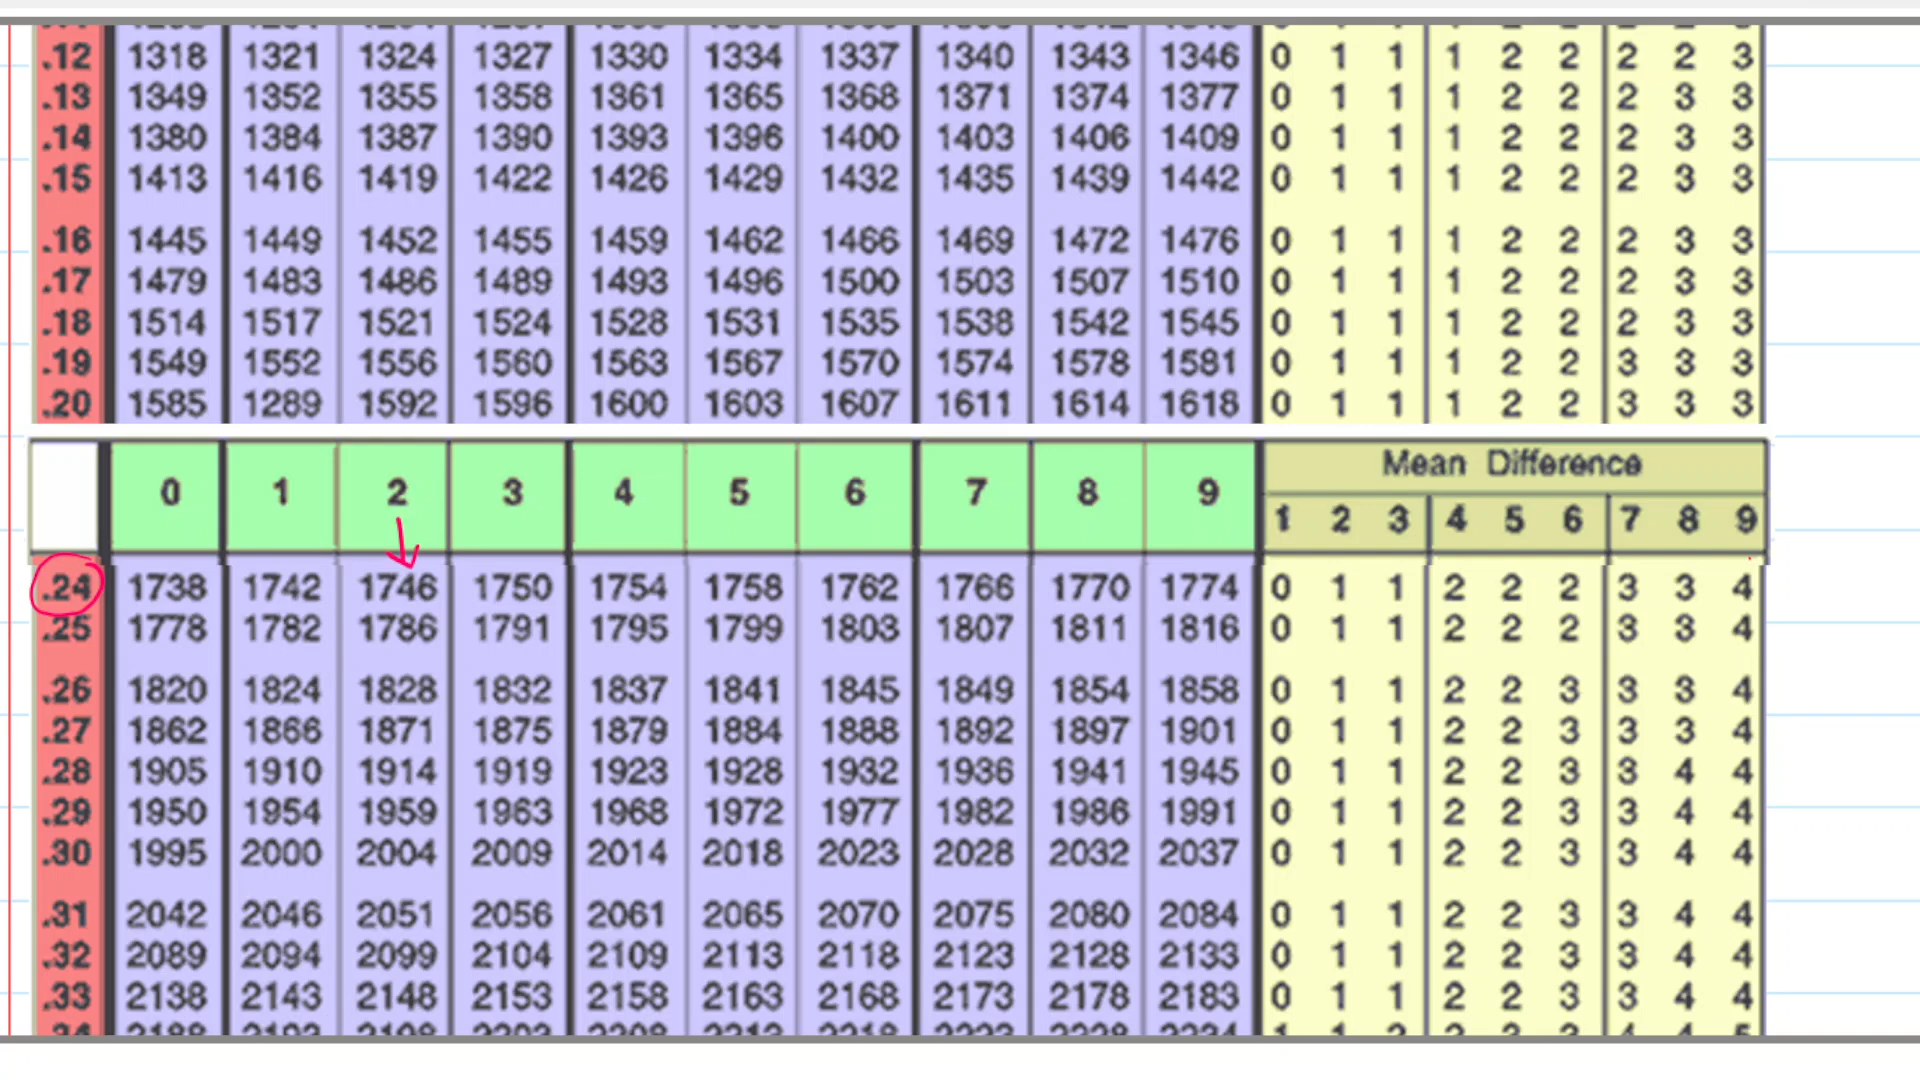 .12 1318 1321 1324 1327 1330 1334 1337 1340 1343 1346 0 1 1 1 2 2 2 2 3
.13 1349 1352 1355 1358 1361 1365 1368 1371 1374 1377 0 1 1 1 2 2 2 3 3
.14 1380 1384 1387 1390 1393 1396 1400 1403 1406 1409 0 1 1 1 2 2 2 3 3
.15 1413 1416 1419 1422 1426 1429 1432 1435 1439 1442 0 1 1 1 2 2 2 3 3
.16 1445 1449 1452 1455 1459 1462 1466 1469 1472 1476 0 1 1 1 2 2 2 3 3
.17 1479 1483 1486 1489 1493 1496 1500 1503 1507 1510 0 1 1 1 2 2 2 3 3
.18 1514 1517 1521 1524 1528 1531 1535 1538 1542 1545 0 1 1 1 2 2 2 3 3
.19 1549 1552 1556 1560 1563 1567 1570 1574 1578 1581 0 1 1 1 2 2 3 3 3
.20 1585 1289 1592 1596 1600 1603 1607 1611 1614 1618 0 1 1 1 2 2 3 3 3
Mean Difference
0 1 2 3 4 5 6 7 8 9 1 2 3 4 5 6 7 8 9
.24 1738 1742 1746 1750 1754 1758 1762 1766 1770 1774 0 1 1 2 2 2 3 3 4
.25 1778 1782 1786 1791 1795 1799 1803 1807 1811 1816 0 1 1 2 2 2 3 3 4
.26 1820 1824 1828 1832 1837 1841 1845 1849 1854 1858 0 1 1 2 2 3 3 3 4
.27 1862 1866 1871 1875 1879 1884 1888 1892 1897 1901 0 1 1 2 2 3 3 3 4
.28 1905 1910 1914 1919 1923 1928 1932 1936 1941 1945 0 1 1 2 2 3 3 4 4
.29 1950 1954 1959 1963 1968 1972 1977 1982 1986 1991 0 1 1 2 2 3 3 4 4
.30 1995 2000 2004 2009 2014 2018 2023 2028 2032 2037 0 1 1 2 2 3 3 4 4
.31 2042 2046 2051 2056 2061 2065 2070 2075 2080 2084 0 1 1 2 2 3 3 4 4
.32 2089 2094 2099 2104 2109 2113 2118 2123 2128 2133 0 1 1 2 2 3 3 4 4
.33 2138 2143 2148 2153 2158 2163 2168 2173 2178 2183 0 1 1 2 2 3 3 4 4